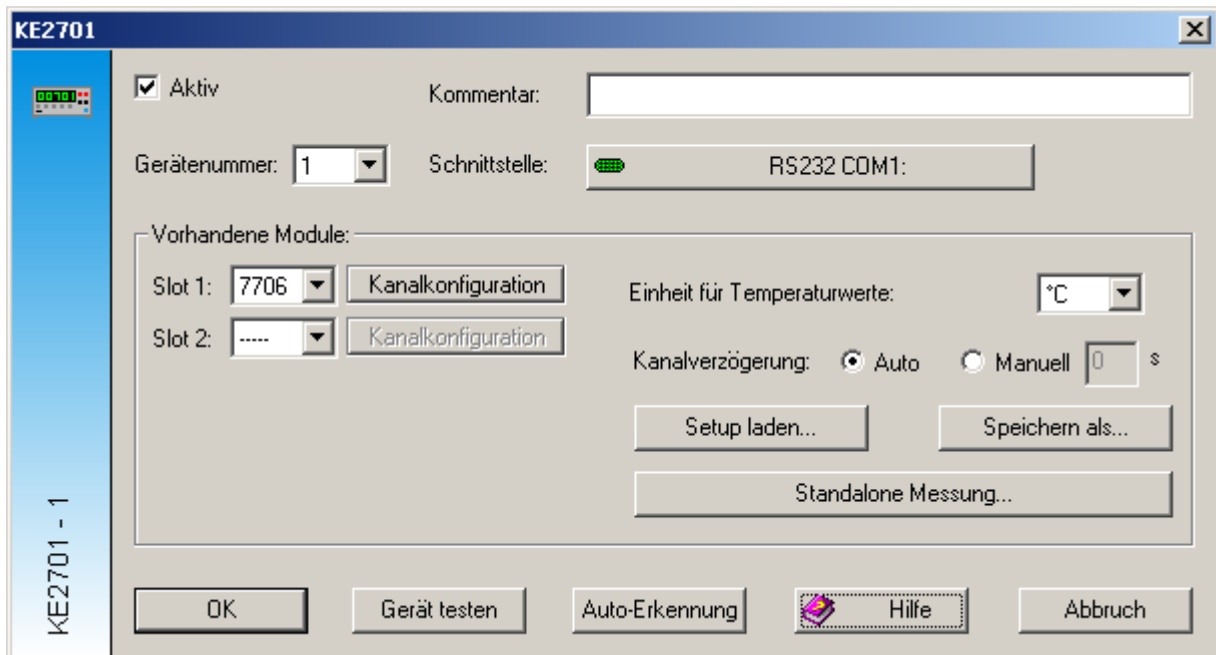 KE2701
Aktiv
Kommentar:
Gerätenummer: 1
Schnittstelle: RS232 COM1:
Vorhandene Module:
Slot 1: 7706 Kanalkonfiguration
Einheit für Temperaturwerte: °C
Slot 2: ----- Kanalkonfiguration
Kanalverzögerung: Auto Manuell 0 s
Setup laden... Speichern als...
Standalone Messung...
KE2701 - 1
OK Gerät testen Auto-Erkennung Hilfe Abbruch